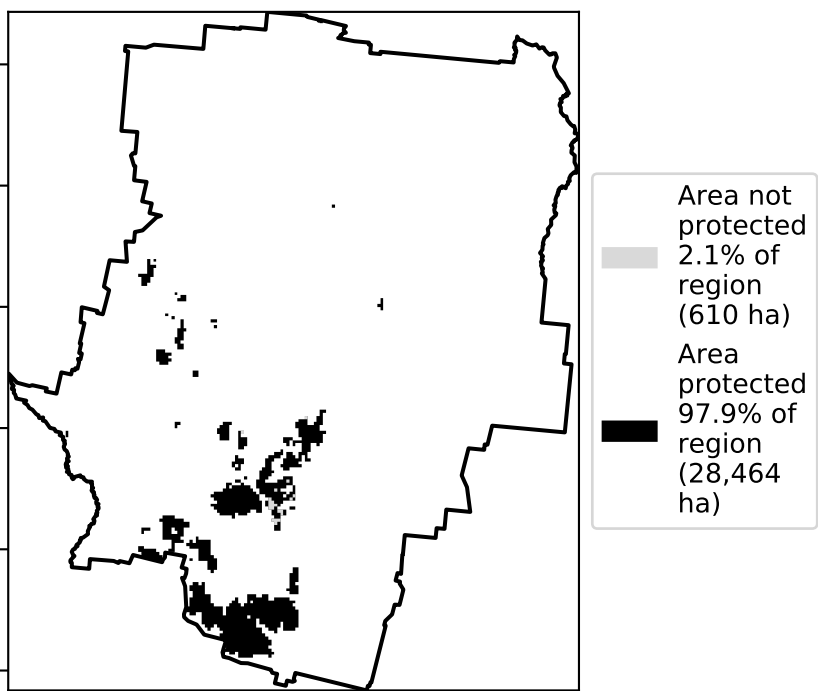 Area not
protected
2.1% of
region
(610 ha)
Area
protected
97.9% of
region
(28,464
ha)